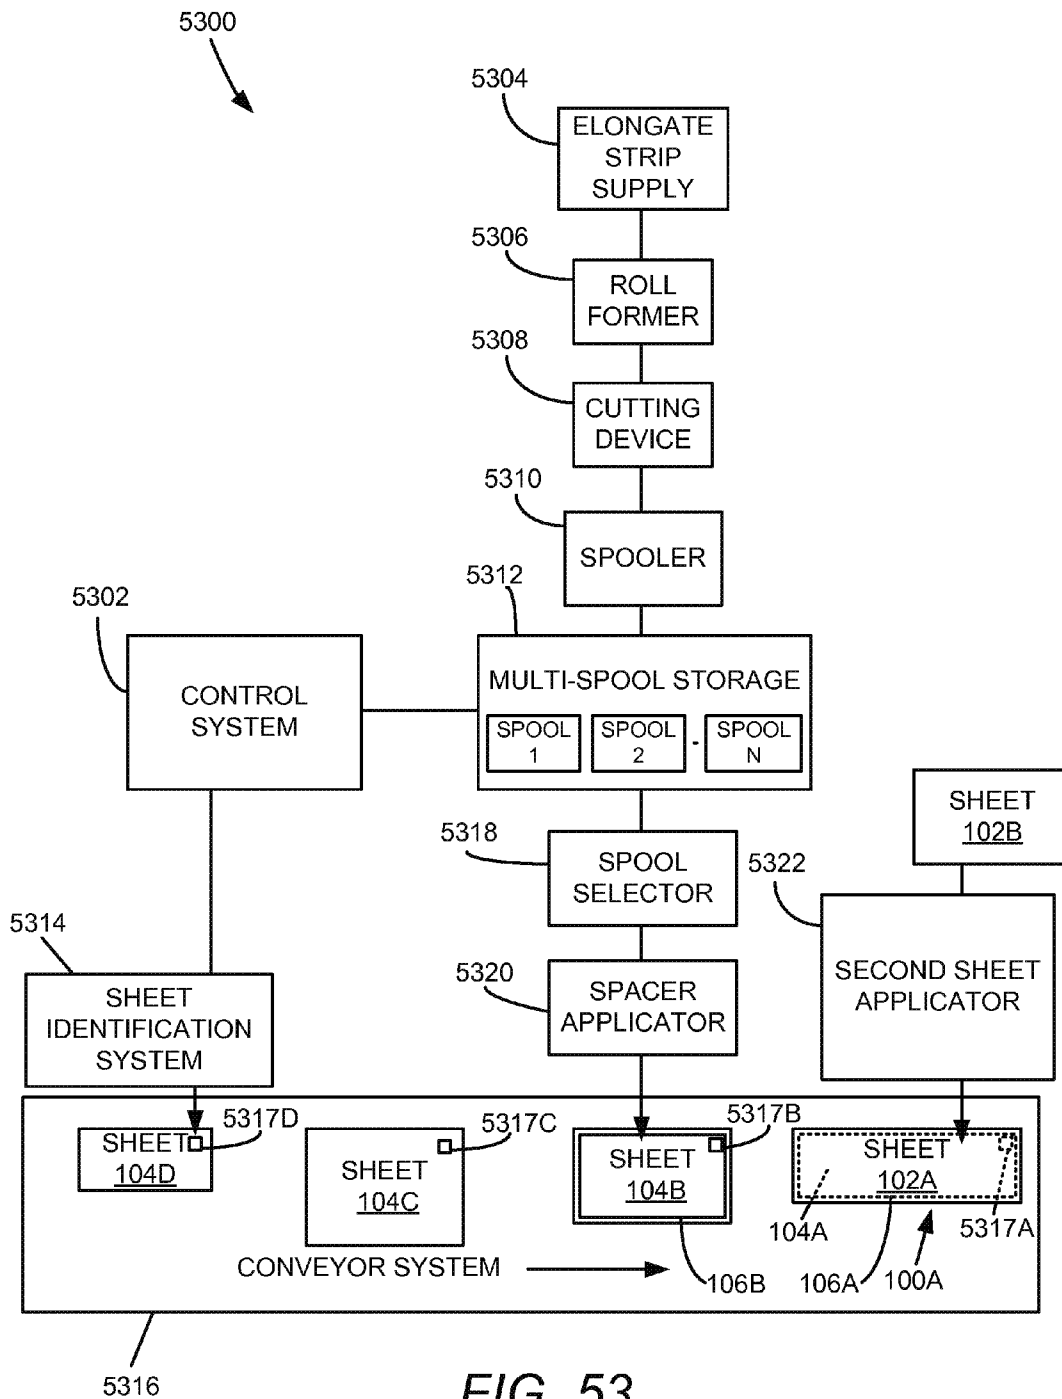 5300
5304
ELONGATE
STRIP
SUPPLY
5306
ROLL
FORMER
5308
CUTTING
DEVICE
5310
SPOOLER
5312
5302
CONTROL
SYSTEM
MULTI-SPOOL STORAGE
SPOOL
1
SPOOL
2
-
SPOOL
N
SHEET
102B
5318
SPOOL
SELECTOR
5322
5314
SHEET
IDENTIFICATION
SYSTEM
5320
SPACER
APPLICATOR
SECOND SHEET
APPLICATOR
SHEET
104D
5317D
SHEET
104C
5317C
SHEET
104B
5317B
SHEET
102A
104A
5317A
CONVEYOR SYSTEM
106B
106A
100A
5316
FIG. 53